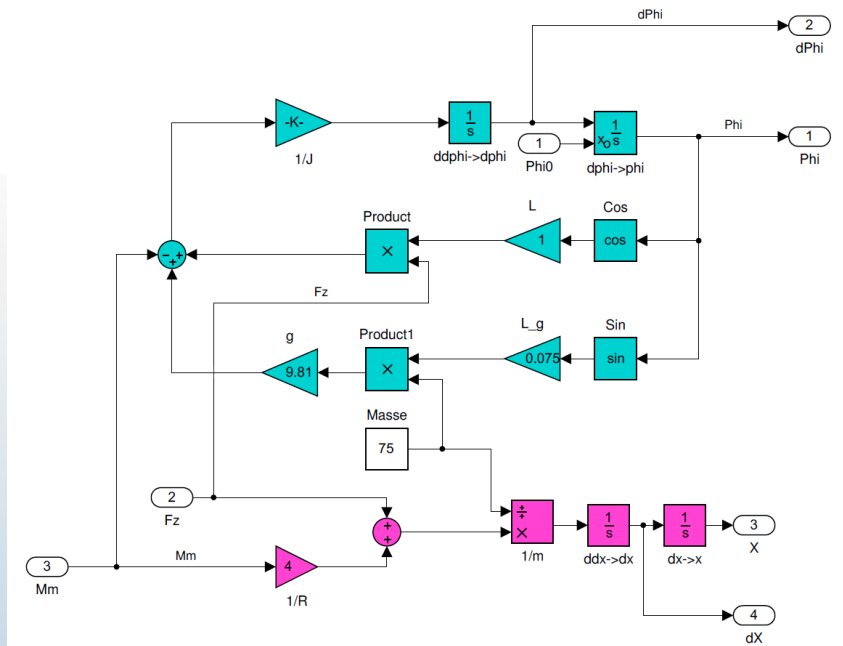 dPhi
2
dPhi
-K-
1/J
1
s
ddphi->dphi
1
Phi0
xo
1
s
dphi->phi
Phi
1
Phi
L
Cos
Product
×
1
cos
- + +
Fz
L_g
Sin
g
Product1
9.81
×
0.075
sin
Masse
75
2
Fz
+
+
÷
×
1/m
1
s
ddx->dx
1
s
dx->x
3
X
3
Mm
Mm
4
1/R
4
dX